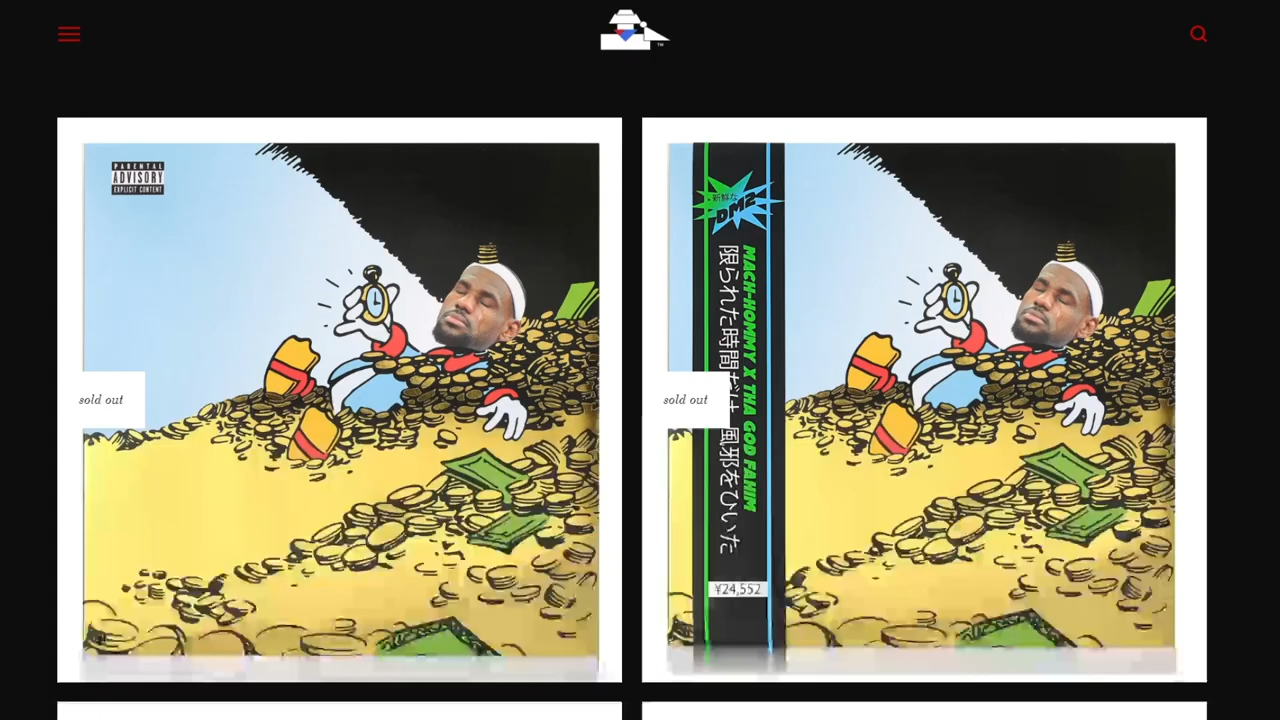 TM
PARENTAL
ADVISORY
EXPLICIT CONTENT
sold out
新鮮な
DMZ
MACH-HOMMY X THA GOD FAHIM
限られた時間だけ 風邪をひいた
¥24,552
sold out